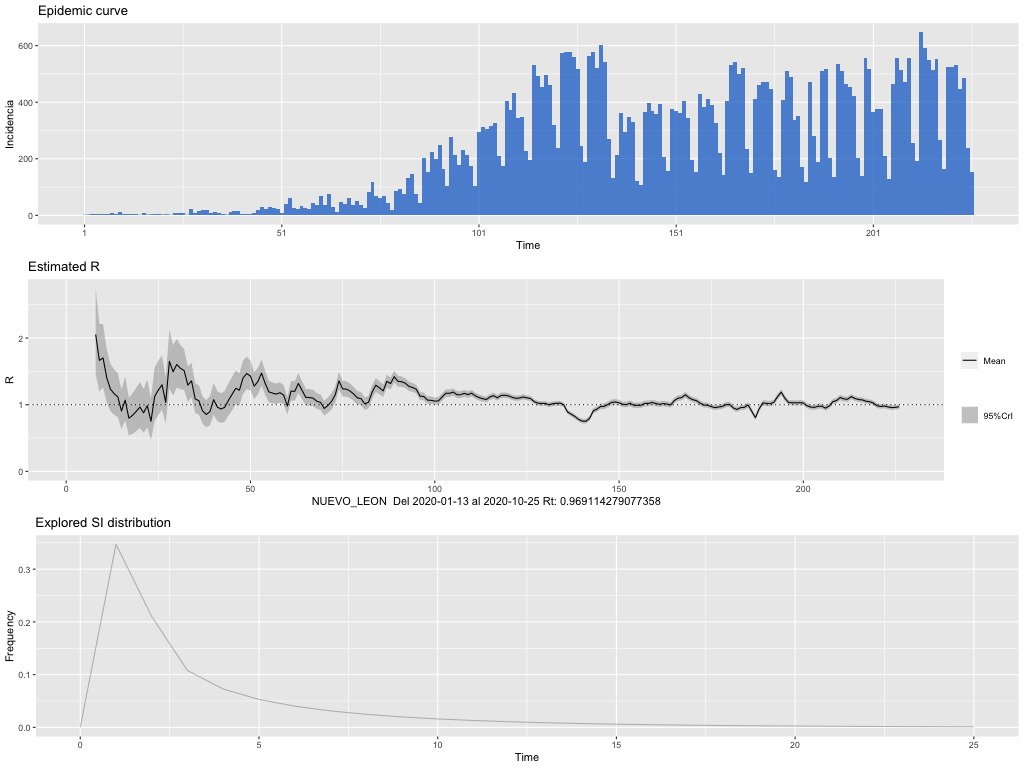 Epidemic curve
600
400
200
0
Incidencia
1 51 101 151 201
Time
Estimated R
2
1
0
R
Mean
95%CrI
0 50 100 150 200
NUEVO_LEON Del 2020-01-13 al 2020-10-25 Rt: 0.969114279077358
Explored SI distribution
0.3
0.2
0.1
0.0
Frequency
0 5 10 15 20 25
Time